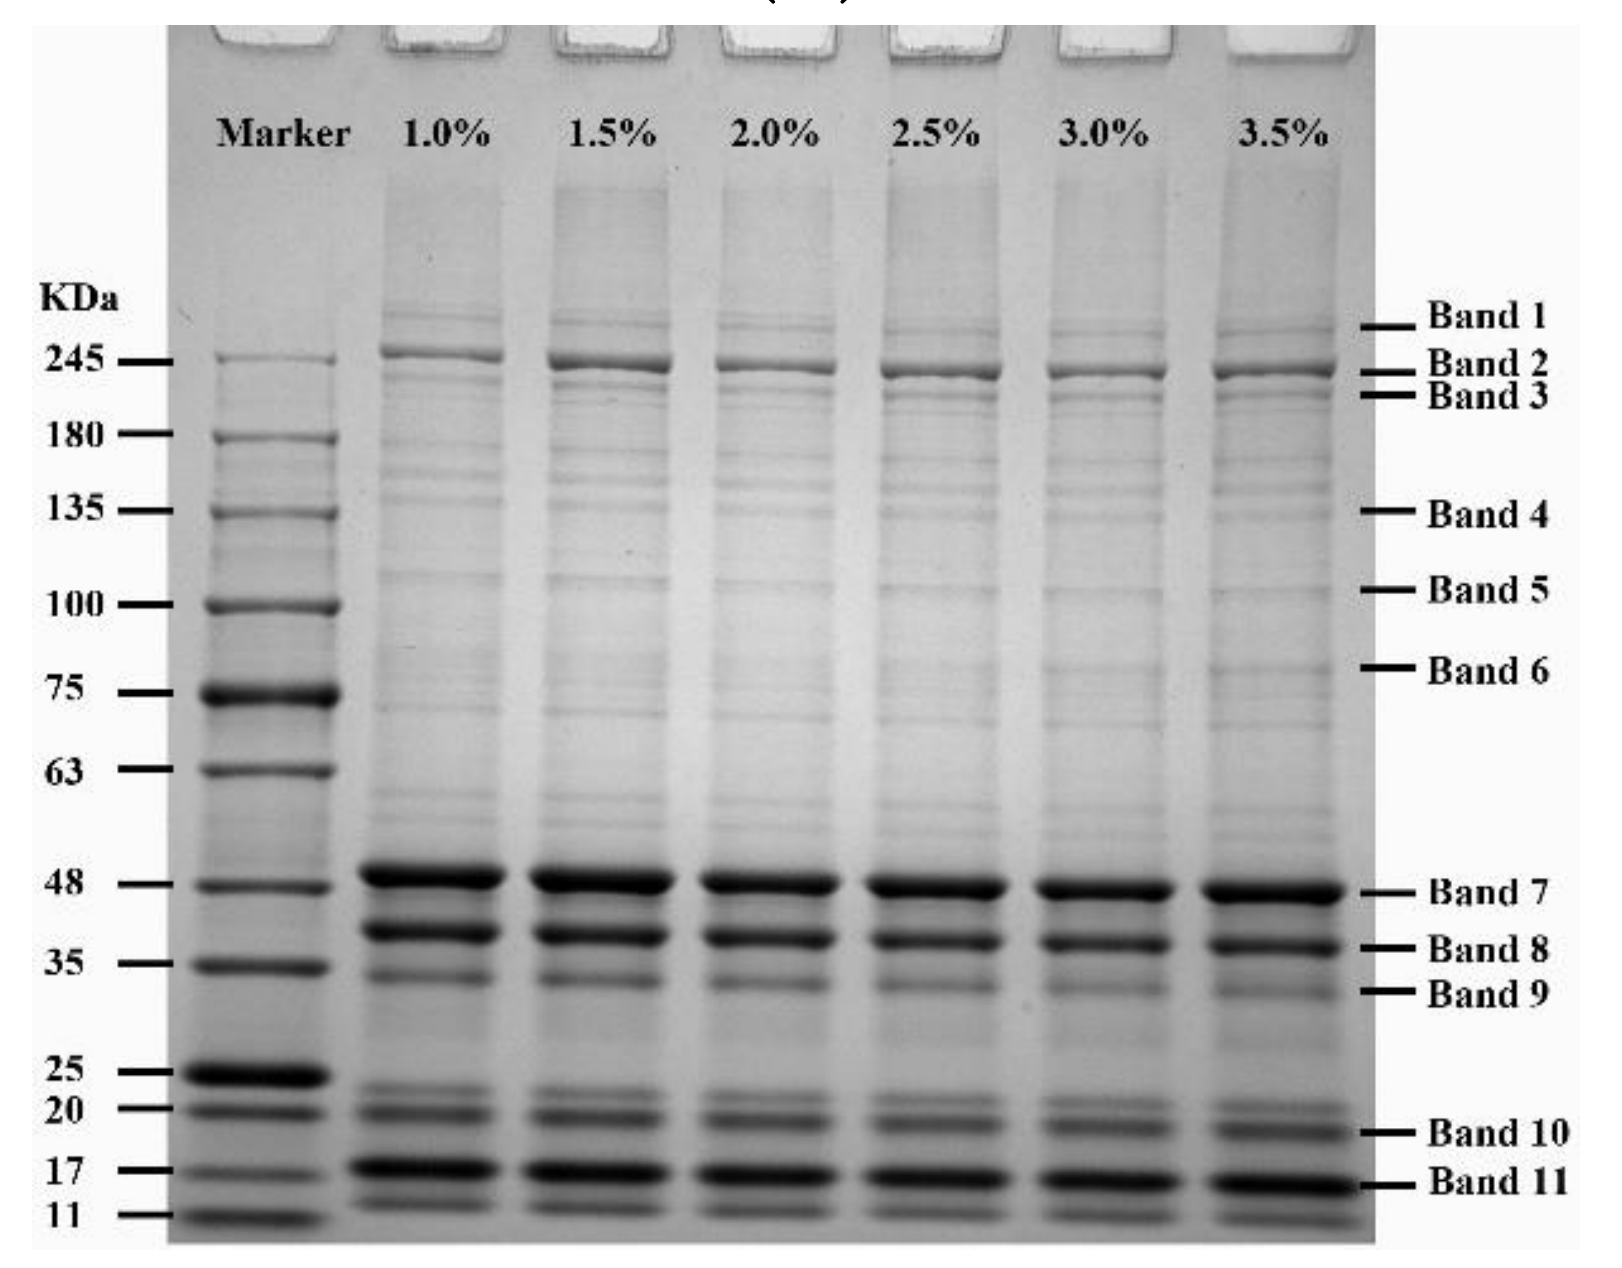 Marker 1.0% 1.5% 2.0% 2.5% 3.0% 3.5%
KDa
245
180
135
100
75
63
48
35
25
20
17
11
Band 1
Band 2
Band 3
Band 4
Band 5
Band 6
Band 7
Band 8
Band 9
Band 10
Band 11